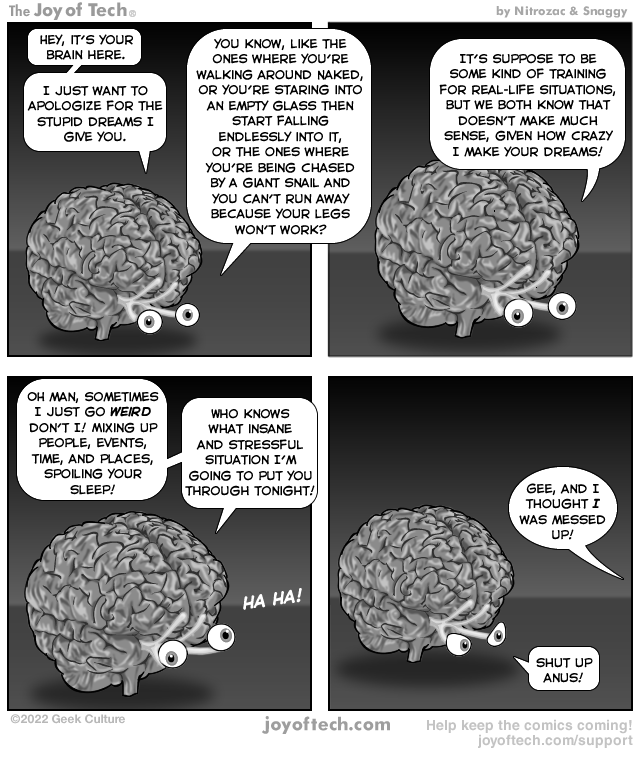 The Joy of Tech®
by Nitrozac & Snaggy
HEY, IT'S YOUR
BRAIN HERE.
I JUST WANT TO
APOLOGIZE FOR THE
STUPID DREAMS I
GIVE YOU.
YOU KNOW, LIKE THE
ONES WHERE YOU'RE
WALKING AROUND NAKED,
OR YOU'RE STARING INTO
AN EMPTY GLASS THEN
START FALLING
ENDLESSLY INTO IT,
OR THE ONES WHERE
YOU'RE BEING CHASED
BY A GIANT SNAIL AND
YOU CAN'T RUN AWAY
BECAUSE YOUR LEGS
WON'T WORK?
IT'S SUPPOSE TO BE
SOME KIND OF TRAINING
FOR REAL-LIFE SITUATIONS,
BUT WE BOTH KNOW THAT
DOESN'T MAKE MUCH
SENSE, GIVEN HOW CRAZY
I MAKE YOUR DREAMS!
OH MAN, SOMETIMES
I JUST GO WEIRD
DON'T I! MIXING UP
PEOPLE, EVENTS,
TIME, AND PLACES,
SPOILING YOUR
SLEEP!
WHO KNOWS
WHAT INSANE
AND STRESSFUL
SITUATION I'M
GOING TO PUT YOU
THROUGH TONIGHT!
HA HA!
GEE, AND I
THOUGHT I
WAS MESSED
UP!
SHUT UP
ANUS!
©2022 Geek Culture
joyoftech.com
Help keep the comics coming!
joyoftech.com/support